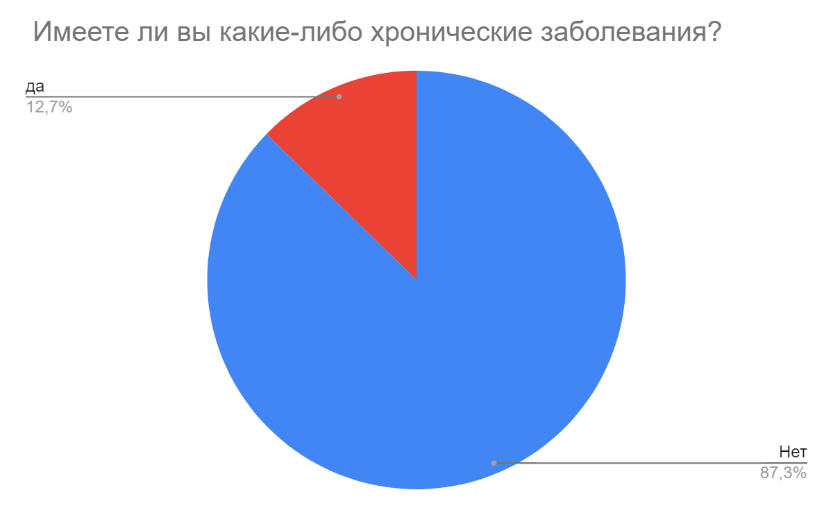 Имеете ли вы какие-либо хронические заболевания?
да
12,7%
Нет
87,3%